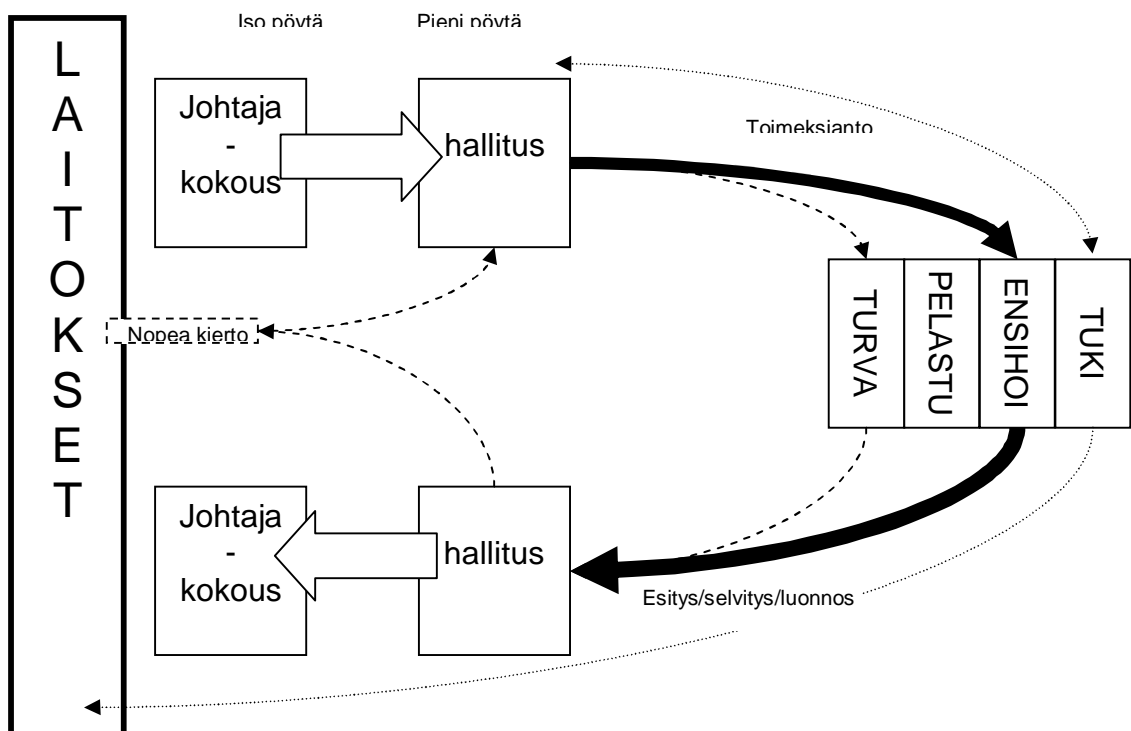 Iso pöytä
Pieni pöytä
LAITOKSET
Johtaja
-
kokous
hallitus
Toimeksianto
TURVA
PELASTU
ENSIHOI
TUKI
Nopea kierto
Johtaja
-
kokous
hallitus
Esitys/selvitys/luonnos